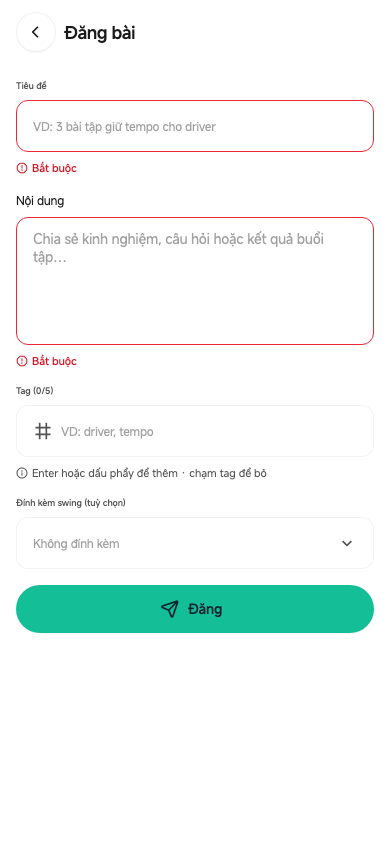 Đăng bài
Tiêu đề
VD: 3 bài tập giữ tempo cho driver
Bắt buộc
Nội dung
Chia sẻ kinh nghiệm, câu hỏi hoặc kết quả buổi
tập...
Bắt buộc
Tag (0/5)
VD: driver, tempo
Enter hoặc dấu phẩy để thêm · chạm tag để bỏ
Đính kèm swing (tuỳ chọn)
Không đính kèm
Đăng